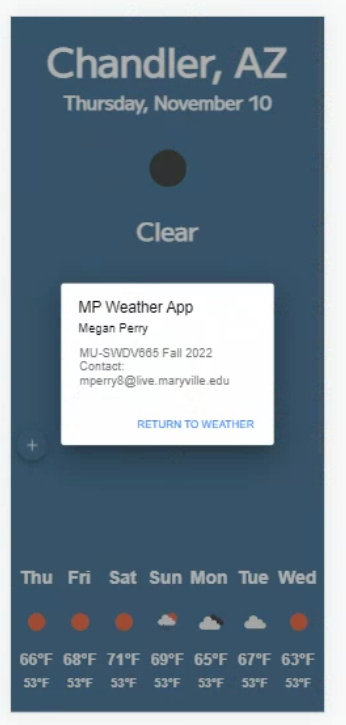 Chandler, AZ
Thursday, November 10
Clear
MP Weather App
Megan Perry
MU-SWDV665 Fall 2022
Contact:
mperry8@live.maryville.edu
RETURN TO WEATHER
+
Thu Fri Sat Sun Mon Tue Wed
66°F 68°F 71°F 69°F 65°F 67°F 63°F
53°F 53°F 53°F 53°F 53°F 53°F 53°F